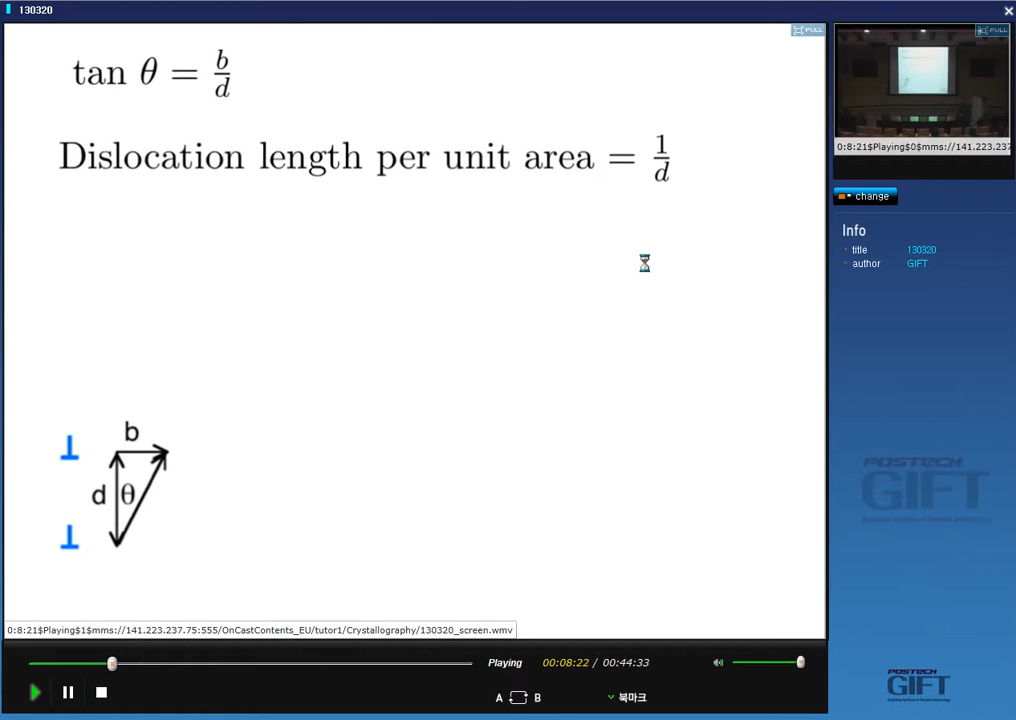 130320
FULL
tan θ = b/d
Dislocation length per unit area = 1/d
⊥ b
d θ
⊥
0:8:21$Playing$1$mms://141.223.237.75:555/OnCastContents_EU/tutor1/Crystallography/130320_screen.wmv
Playing 00:08:22 / 00:44:33
A B 북마크
FULL
0:8:21$Playing$0$mms://141.223.237
change
Info
title 130320
author GIFT
POSTECH
GIFT
POSTECH
GIFT